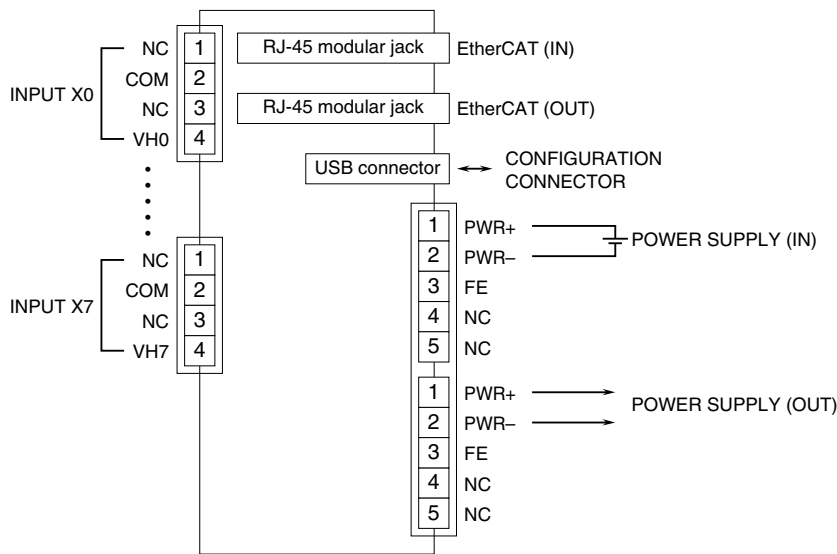 INPUT X0
NC 1
COM 2
NC 3
VH0 4
RJ-45 modular jack EtherCAT (IN)
RJ-45 modular jack EtherCAT (OUT)
USB connector CONFIGURATION
CONNECTOR
INPUT X7
NC 1
COM 2
NC 3
VH7 4
1 PWR+
2 PWR–
3 FE
4 NC
5 NC
POWER SUPPLY (IN)
1 PWR+
2 PWR–
3 FE
4 NC
5 NC
POWER SUPPLY (OUT)